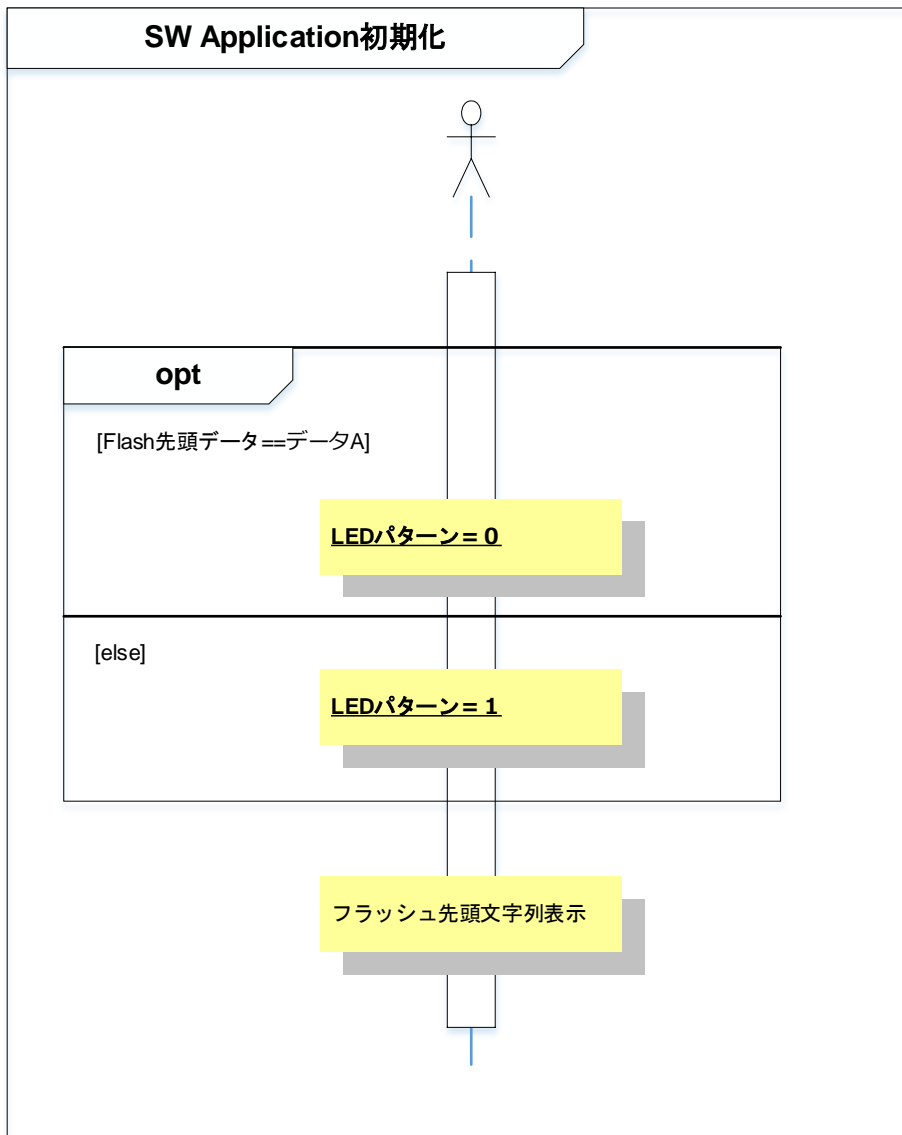 SW Application初期化
opt
[Flash先頭データ==データA]
LEDパターン=０
[else]
LEDパターン=１
フラッシュ先頭文字列表示